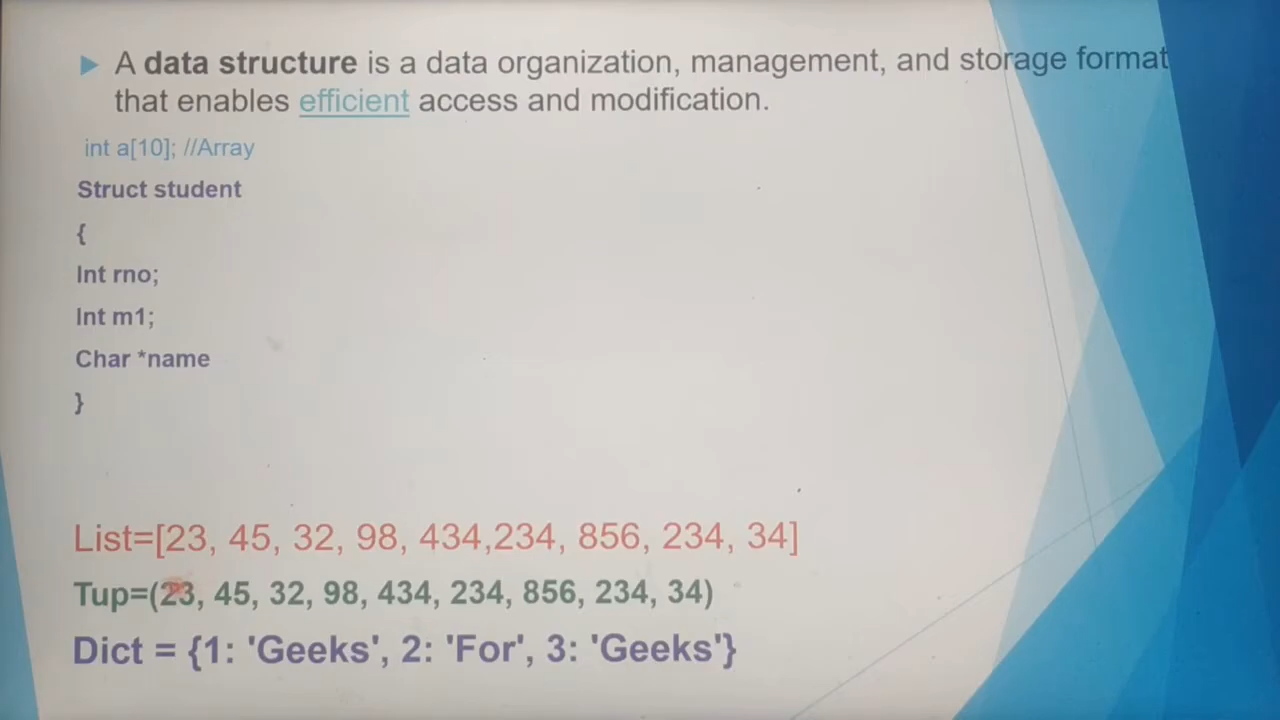 A data structure is a data organization, management, and storage format
that enables efficient access and modification.
int a[10]; //Array
Struct student
{
Int rno;
Int m1;
Char *name
}
List=[23, 45, 32, 98, 434,234, 856, 234, 34]
Tup=(23, 45, 32, 98, 434, 234, 856, 234, 34)
Dict = {1: 'Geeks', 2: 'For', 3: 'Geeks'}